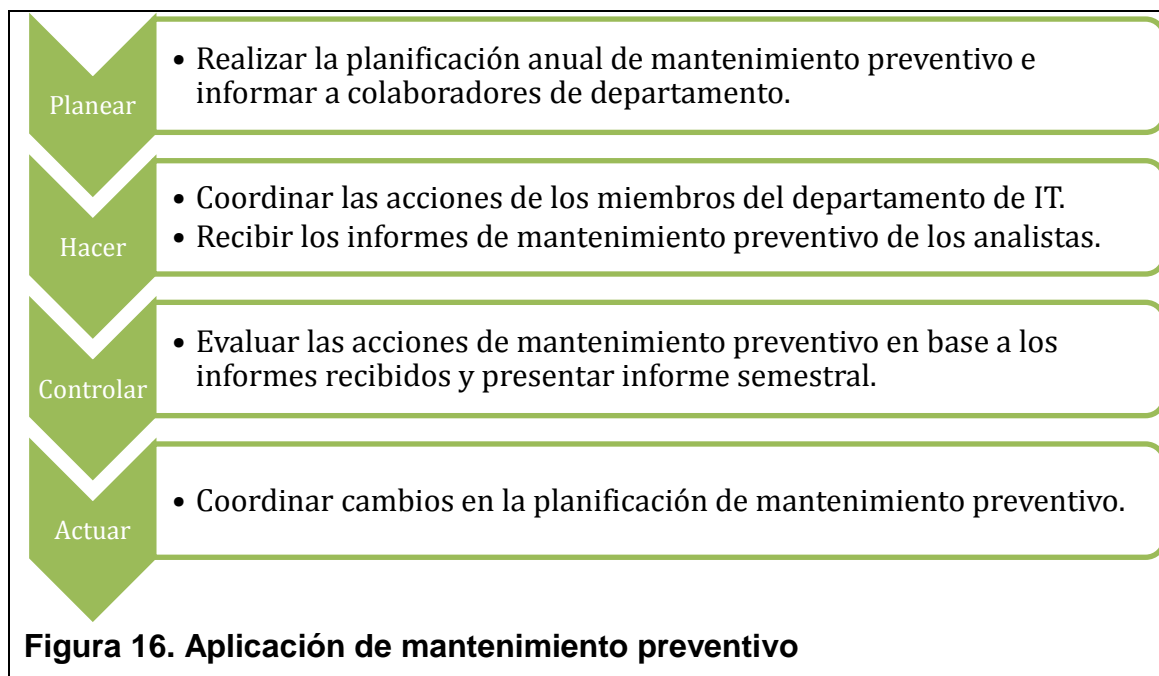 Planear
• Realizar la planificación anual de mantenimiento preventivo e
informar a colaboradores de departamento.
Hacer
• Coordinar las acciones de los miembros del departamento de IT.
• Recibir los informes de mantenimiento preventivo de los analistas.
Controlar
• Evaluar las acciones de mantenimiento preventivo en base a los
informes recibidos y presentar informe semestral.
Actuar
• Coordinar cambios en la planificación de mantenimiento preventivo.
Figura 16. Aplicación de mantenimiento preventivo